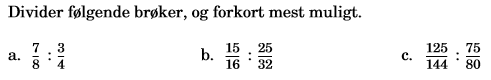 Divider følgende brøker, og forkort mest muligt.
a. 7/8 : 3/4 b. 15/16 : 25/32 c. 125/144 : 75/80